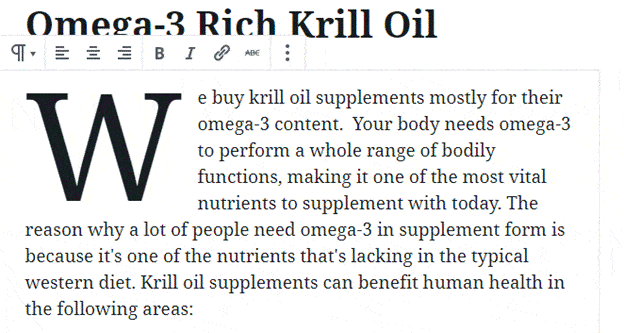 Omega-3 Rich Krill Oil
B I ABC
We buy krill oil supplements mostly for their
omega-3 content.  Your body needs omega-3
to perform a whole range of bodily
functions, making it one of the most vital
nutrients to supplement with today. The
reason why a lot of people need omega-3 in supplement form is
because it's one of the nutrients that's lacking in the typical
western diet. Krill oil supplements can benefit human health in
the following areas: